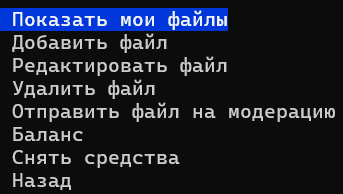 Показать мои файлы
Добавить файл
Редактировать файл
Удалить файл
Отправить файл на модерацию
Баланс
Снять средства
Назад